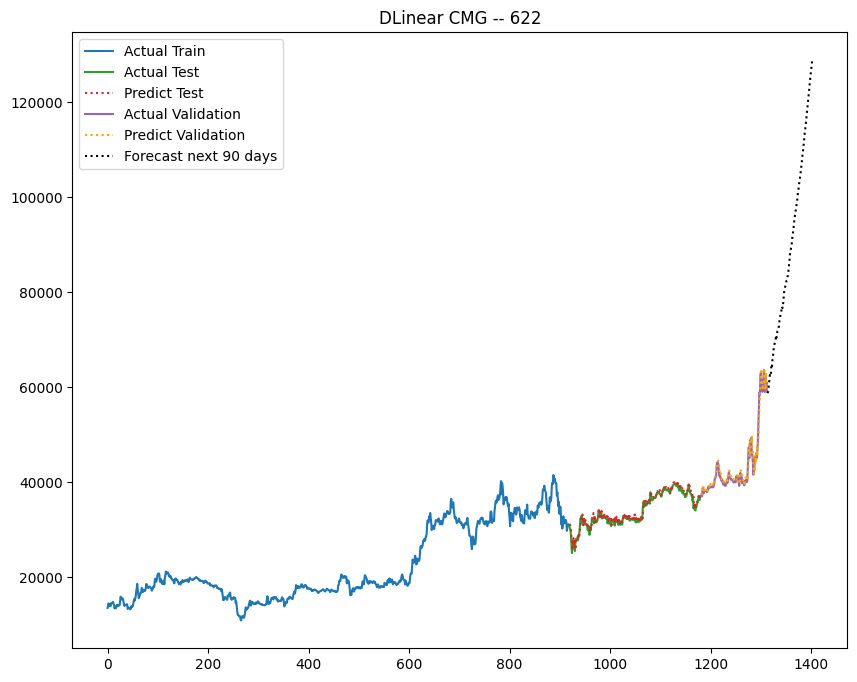 DLinear CMG -- 622
Actual Train
Actual Test
Predict Test
Actual Validation
Predict Validation
Forecast next 90 days
120000
100000
80000
60000
40000
20000
0
200
400
600
800
1000
1200
1400